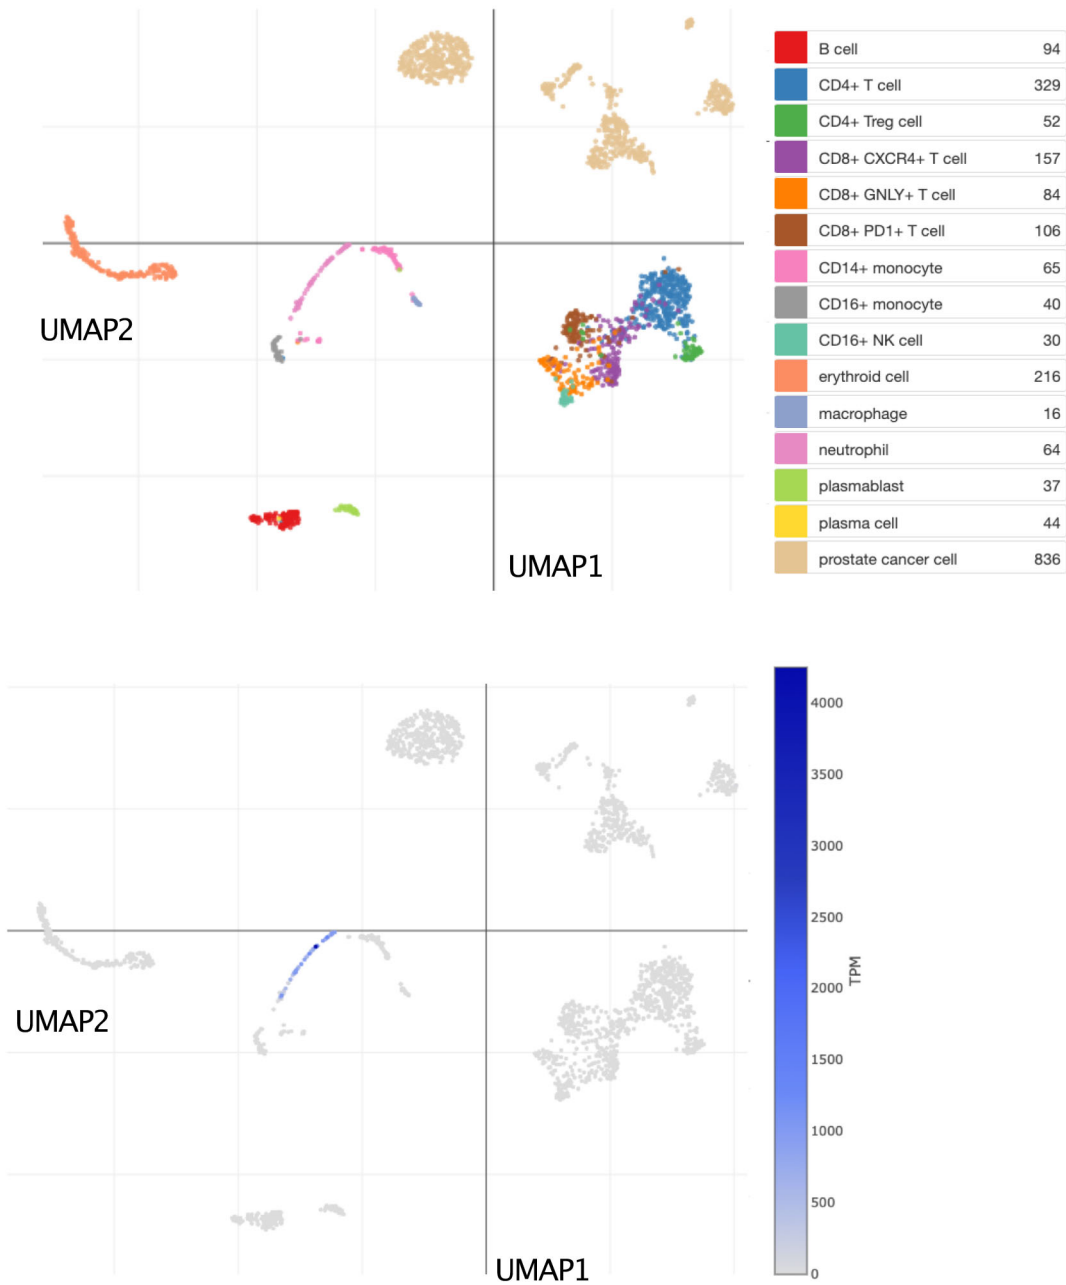 B cell 94
CD4+ T cell 329
CD4+ Treg cell 52
CD8+ CXCR4+ T cell 157
CD8+ GNLY+ T cell 84
CD8+ PD1+ T cell 106
CD14+ monocyte 65
CD16+ monocyte 40
UMAP2
CD16+ NK cell 30
erythroid cell 216
macrophage 16
neutrophil 64
plasmablast 37
plasma cell 44
prostate cancer cell 836
UMAP1
4000
3500
3000
2500
2000
TPM
UMAP2
1500
1000
500
0
UMAP1